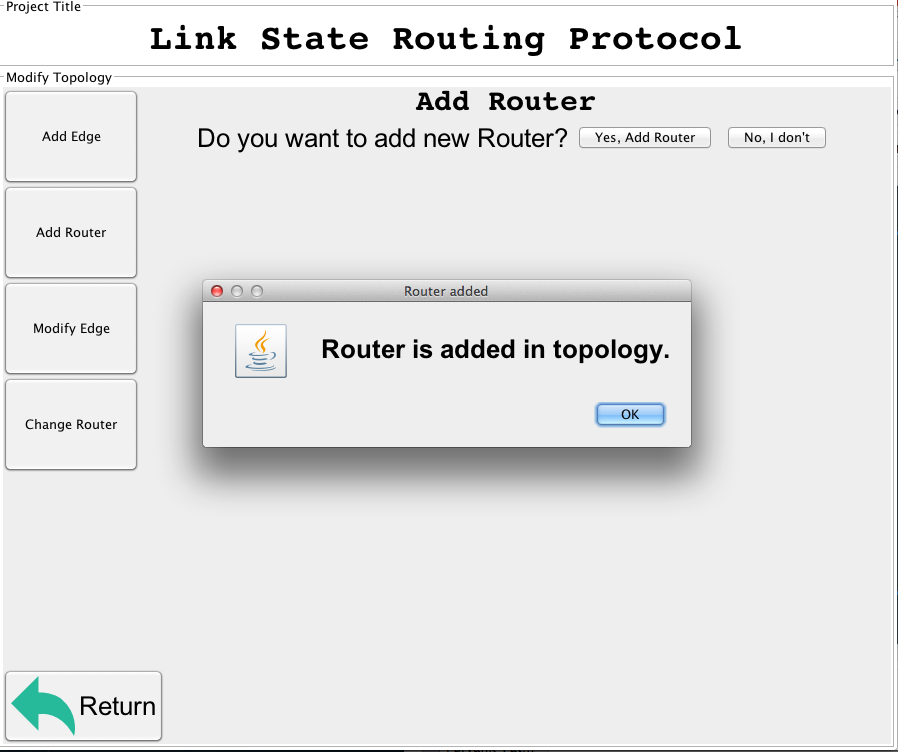 Project Title
Link State Routing Protocol
Modify Topology
Add Edge
Add Router
Modify Edge
Change Router
Add Router
Do you want to add new Router? Yes, Add Router No, I don't
Router added
Router is added in topology.
OK
Return